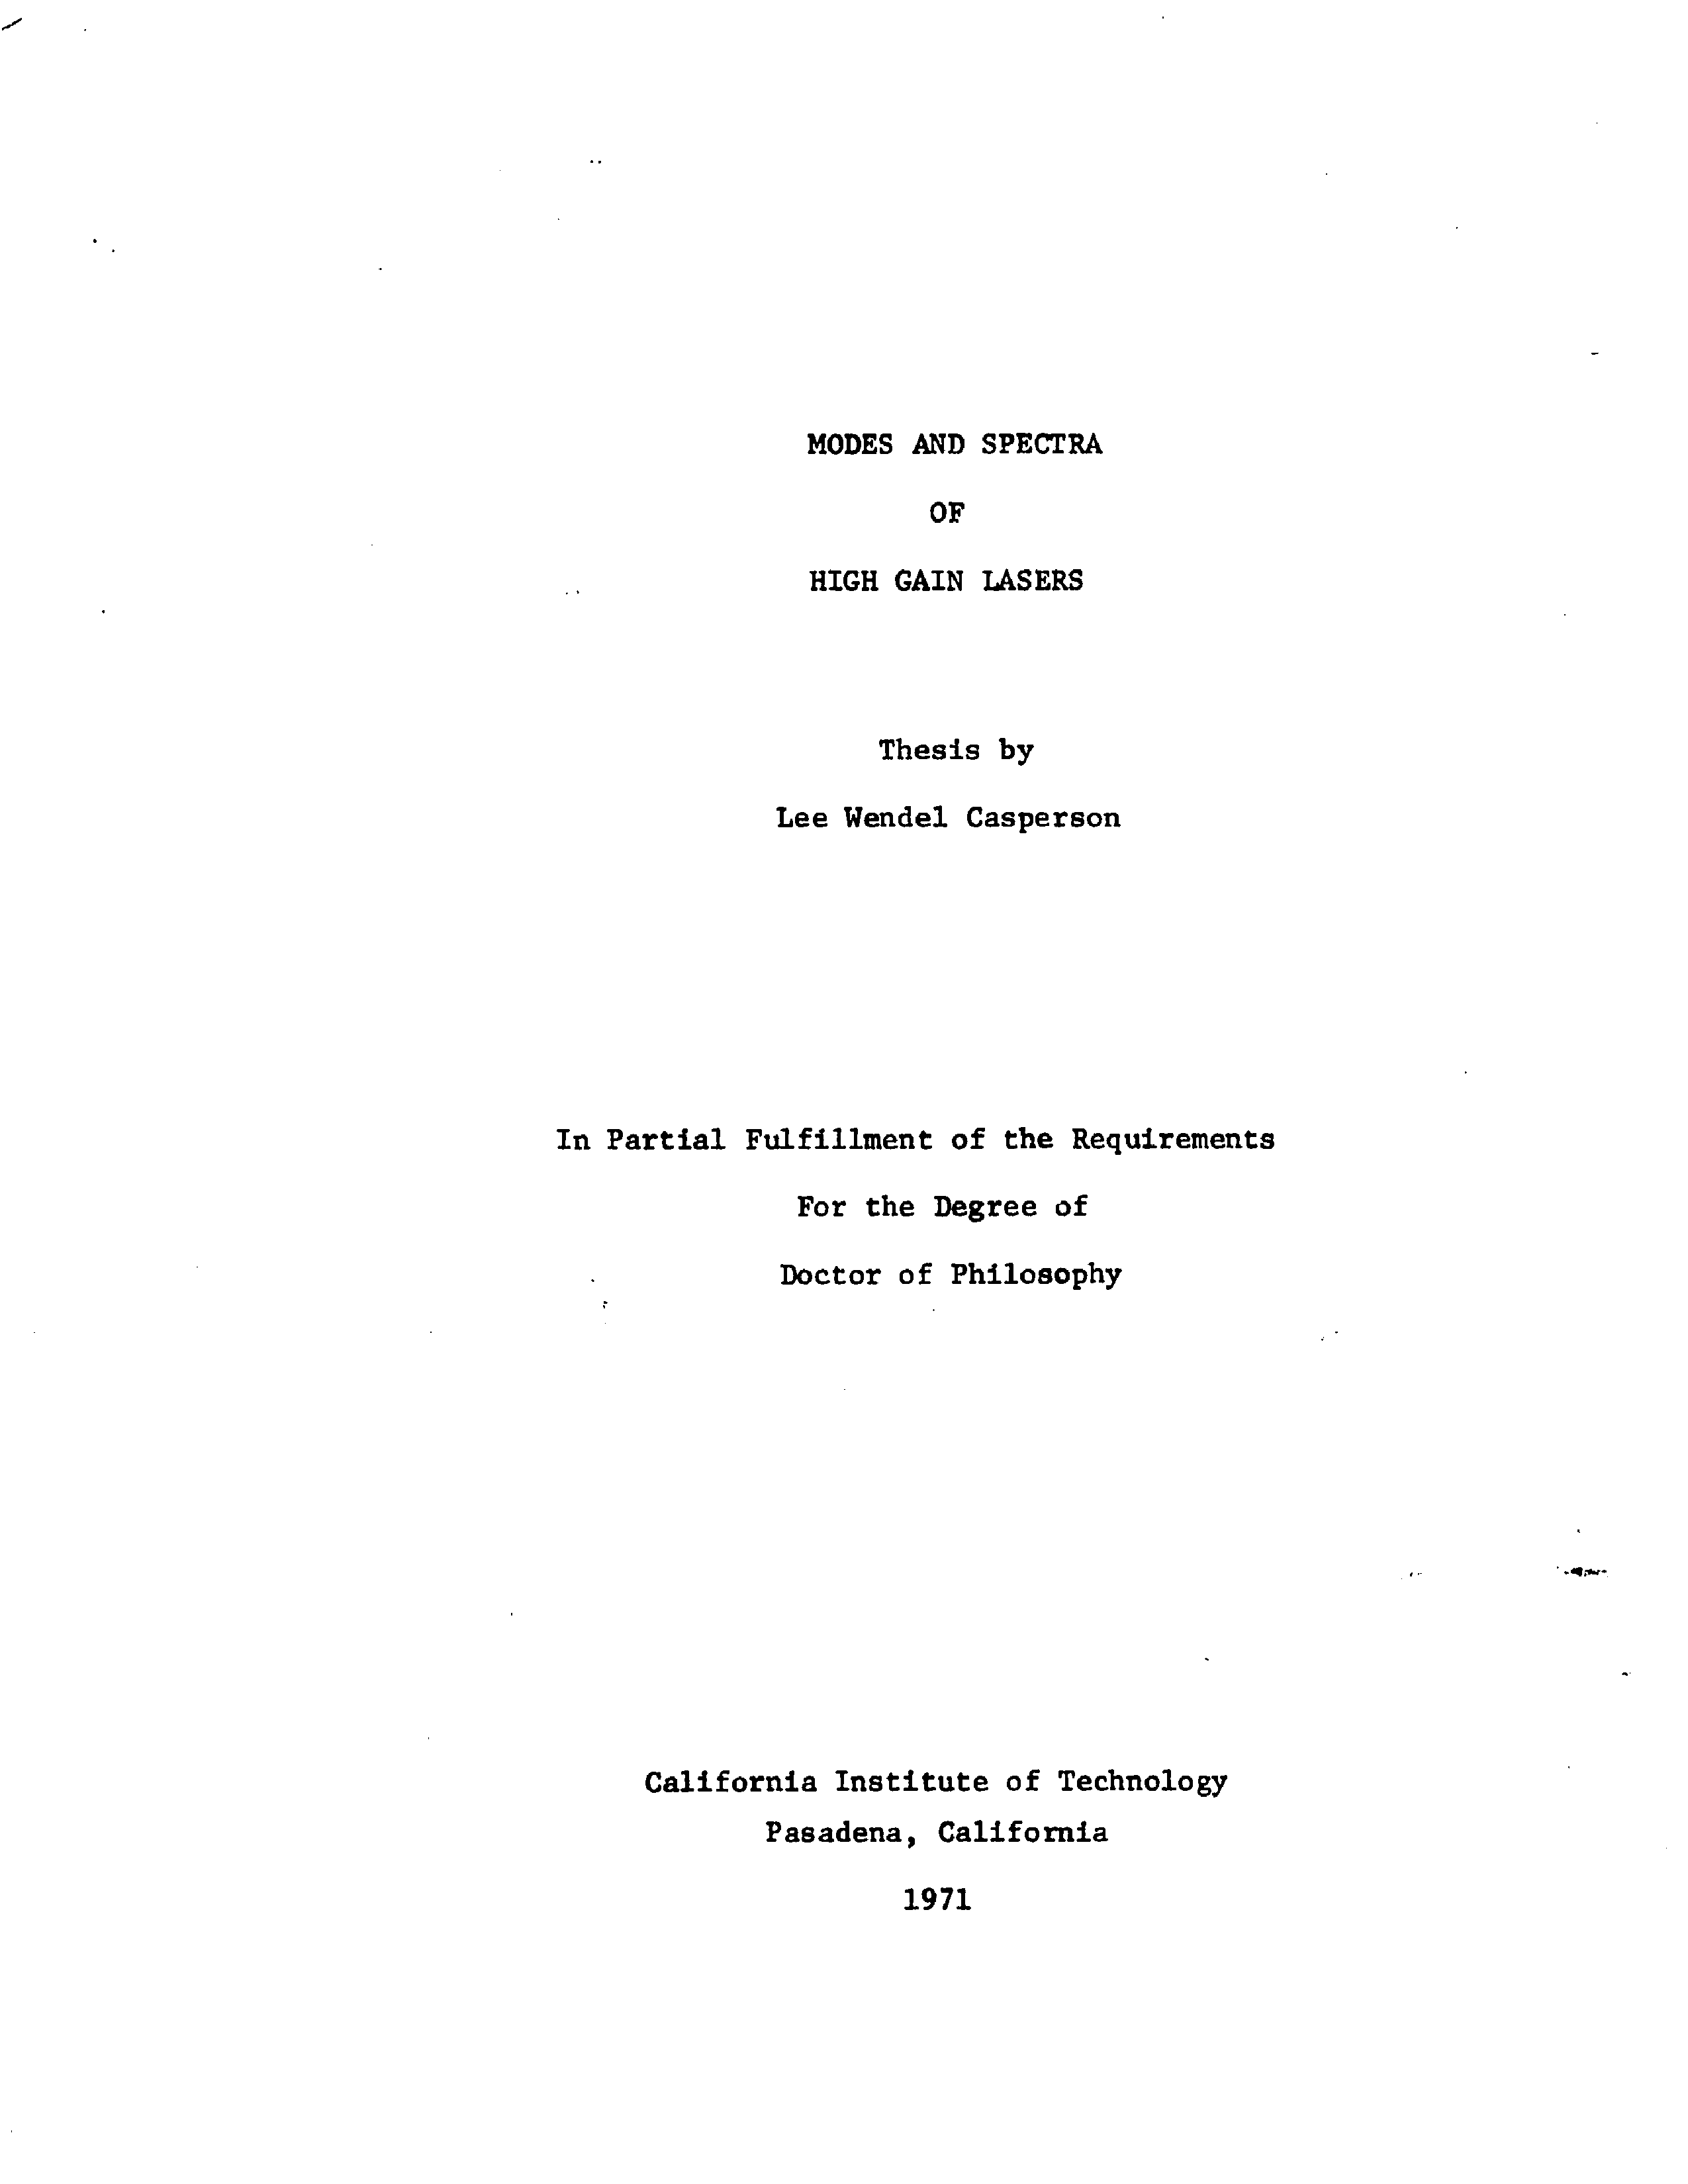 MODES AND SPECTRA
OF
HIGH GAIN LASERS
Thesis by
Lee Wendel Casperson
In Partial Fulfillment of the Requirements
For the Degree of
Doctor of Philosophy
California Institute of Technology
Pasadena, California
1971